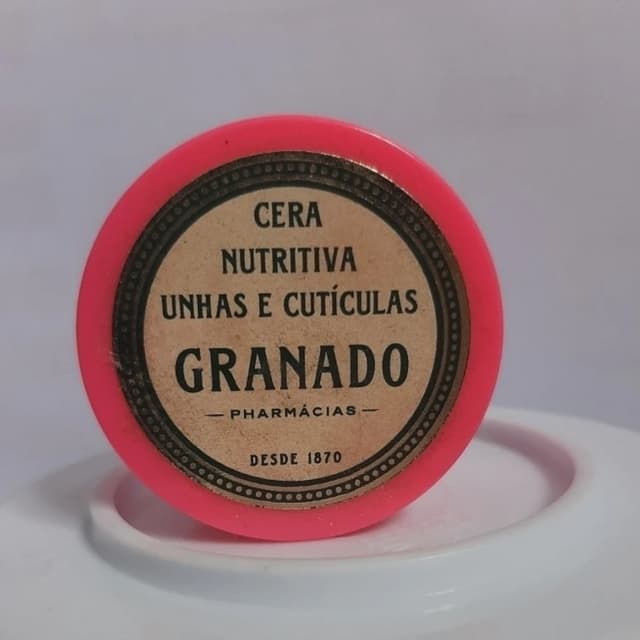 CERA
NUTRITIVA
UNHAS E CUTÍCULAS
GRANADO
— PHARMÁCIAS —
DESDE 1870